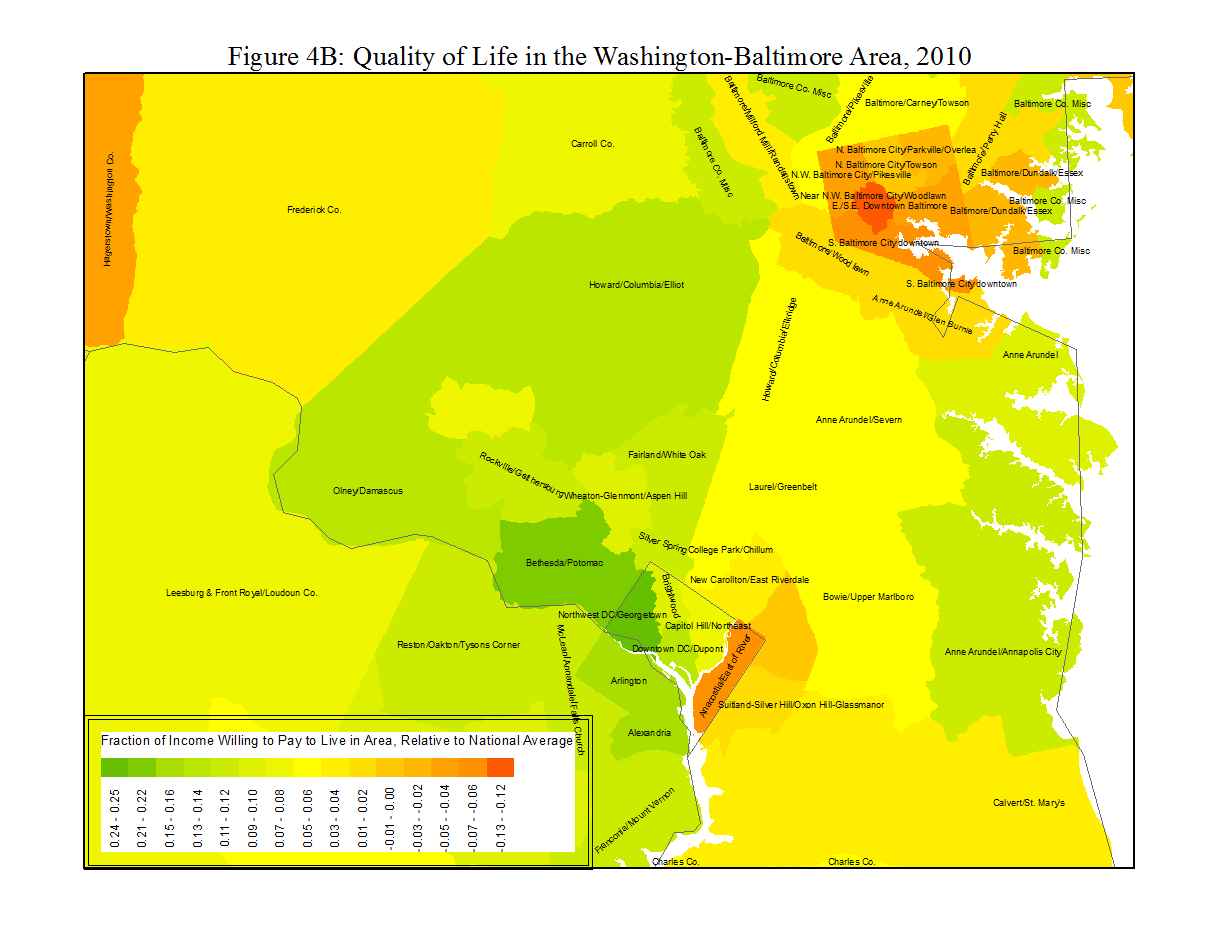 Figure 4B: Quality of Life in the Washington-Baltimore Area, 2010
Baltimore Co. Misc
Baltimore/Pikesville
Baltimore/Carney/Towson
Baltimore Co. Misc
Baltimore/Milford Mill/Randallstown
Carroll Co.
Baltimore Co. Misc
N. Baltimore City/Parkville/Overlea
Baltimore/Perry Hall
N. Baltimore City/Towson
N.W. Baltimore City/Pikesville
Baltimore/Dundalk/Essex
Hagerstown/Washington Co.
Frederick Co.
Near N.W. Baltimore City/Woodlawn
E./S.E. Downtown Baltimore
Baltimore/Dundalk/Essex
Baltimore Co. Misc
S. Baltimore City/downtown
Baltimore/Woodlawn
Baltimore Co. Misc
Howard/Columbia/Elliot
S. Baltimore City/downtown
Anne Arundel/Glen Burnie
Howard/Columbia/Elkridge
Anne Arundel
Anne Arundel/Severn
Fairland/White Oak
Rockville/Gaithersburg
Olney/Damascus
Wheaton-Glenmont/Aspen Hill
Laurel/Greenbelt
Silver Spring
College Park/Chillum
Bethesda/Potomac
Brightwood
New Carollton/East Riverdale
Leesburg & Front Royal/Loudoun Co.
Bowie/Upper Marlboro
Northwest DC/Georgetown
Capitol Hill/Northeast
Reston/Oakton/Tysons Corner
McLean/Annandale/Falls Church
Downtown DC/Dupont
Anacostia/East of River
Anne Arundel/Annapolis City
Arlington
Suitland-Silver Hill/Oxon Hill-Glassmanor
Alexandria
Fraction of Income Willing to Pay to Live in Area, Relative to National Average
0.24 - 0.25
0.21 - 0.22
0.15 - 0.16
0.13 - 0.14
0.11 - 0.12
0.09 - 0.10
0.07 - 0.08
0.05 - 0.06
0.03 - 0.04
0.01 - 0.02
-0.01 - 0.00
-0.03 - -0.02
-0.05 - -0.04
-0.07 - -0.06
-0.13 - -0.12
Franconia/Mount Vernon
Calvert/St. Mary's
Charles Co.
Charles Co.